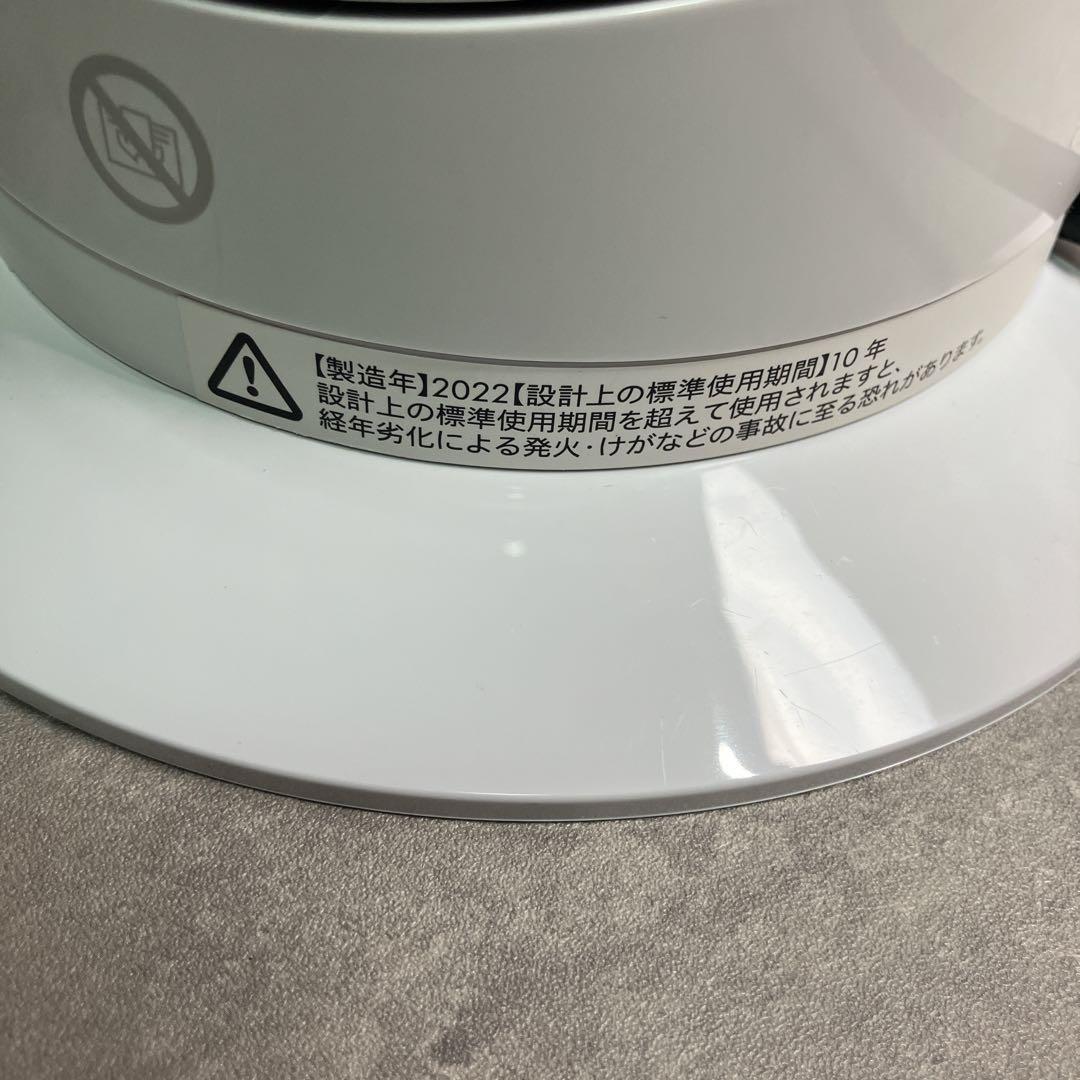 【製造年】2022【設計上の標準使用期間】10年
設計上の標準使用期間を超えて使用されますと、
経年劣化による発火・けがなどの事故に至る恐れがあります。